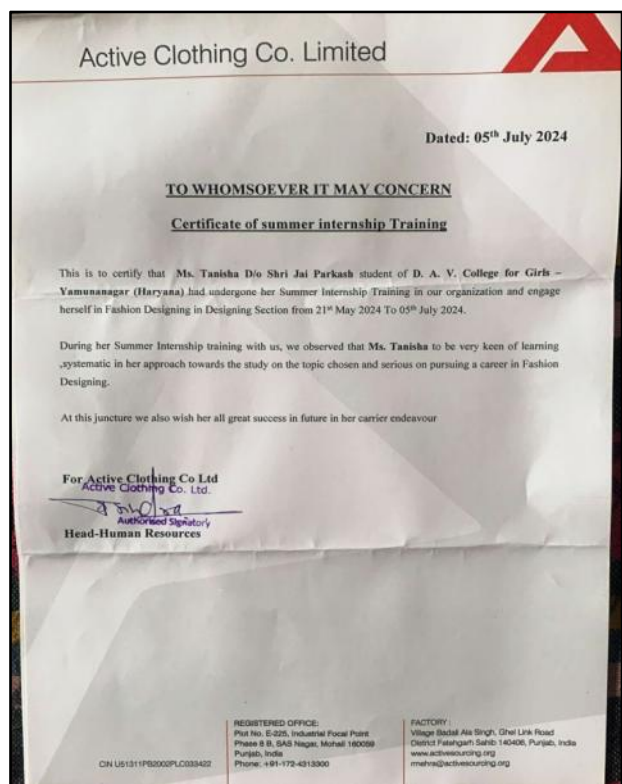 Active Clothing Co. Limited
Dated: 05th July 2024
TO WHOMSOEVER IT MAY CONCERN
Certificate of summer internship Training
This is to certify that Ms. Tanisha D/o Shri Jai Parkash student of D. A. V. College for Girls –
Yamunanagar (Haryana) had undergone her Summer Internship Training in our organization and engage
herself in Fashion Designing in Designing Section from 21st May 2024 To 05th July 2024.
During her Summer Internship training with us, we observed that Ms. Tanisha to be very keen of learning
,systematic in her approach towards the study on the topic chosen and serious on pursuing a career in Fashion
Designing.
At this juncture we also wish her all great success in future in her carrier endeavour
For Active Clothing Co Ltd
Active Clothing Co. Ltd.
Authorised Signatory
Head-Human Resources
CIN U51311PB2002PLC033422
REGISTERED OFFICE:
Plot No. E-225, Industrial Focal Point
Phase 8 B, SAS Nagar, Mohali 160059
Punjab, India
Phone: +91-172-4313300
FACTORY :
Village Badali Ala Singh, Ghel Link Road
District Fatehgarh Sahib 140406, Punjab, India
www.activesourcing.org
rmehra@activesourcing.org